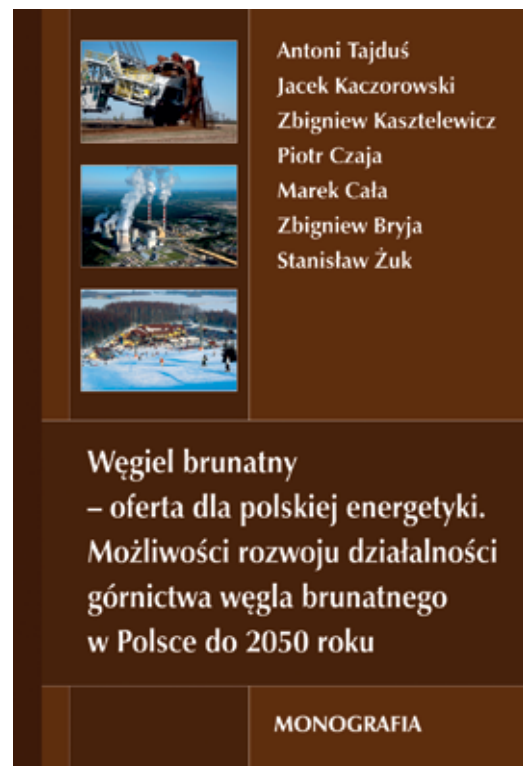 Antoni Tajduś
Jacek Kaczorowski
Zbigniew Kasztelewicz
Piotr Czaja
Marek Cała
Zbigniew Bryja
Stanisław Żuk
Węgiel brunatny
– oferta dla polskiej energetyki.
Możliwości rozwoju działalności
górnictwa węgla brunatnego
w Polsce do 2050 roku
MONOGRAFIA